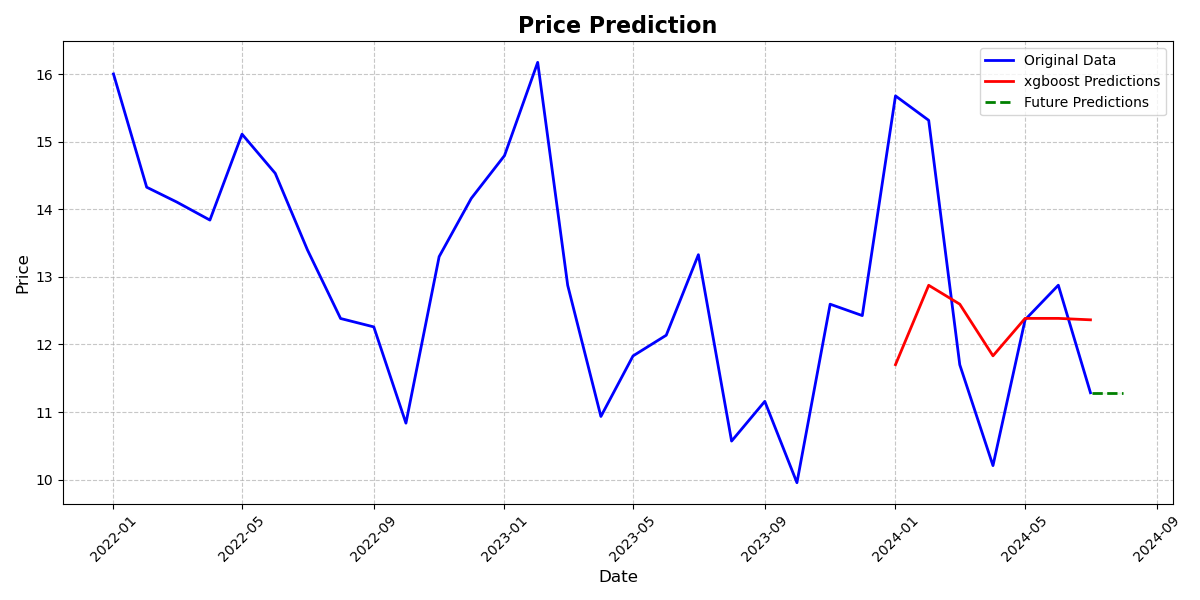 Price Prediction
Original Data
xgboost Predictions
Future Predictions
Price
16
15
14
13
12
11
10
2022-01
2022-05
2022-09
2023-01
2023-05
2023-09
2024-01
2024-05
2024-09
Date